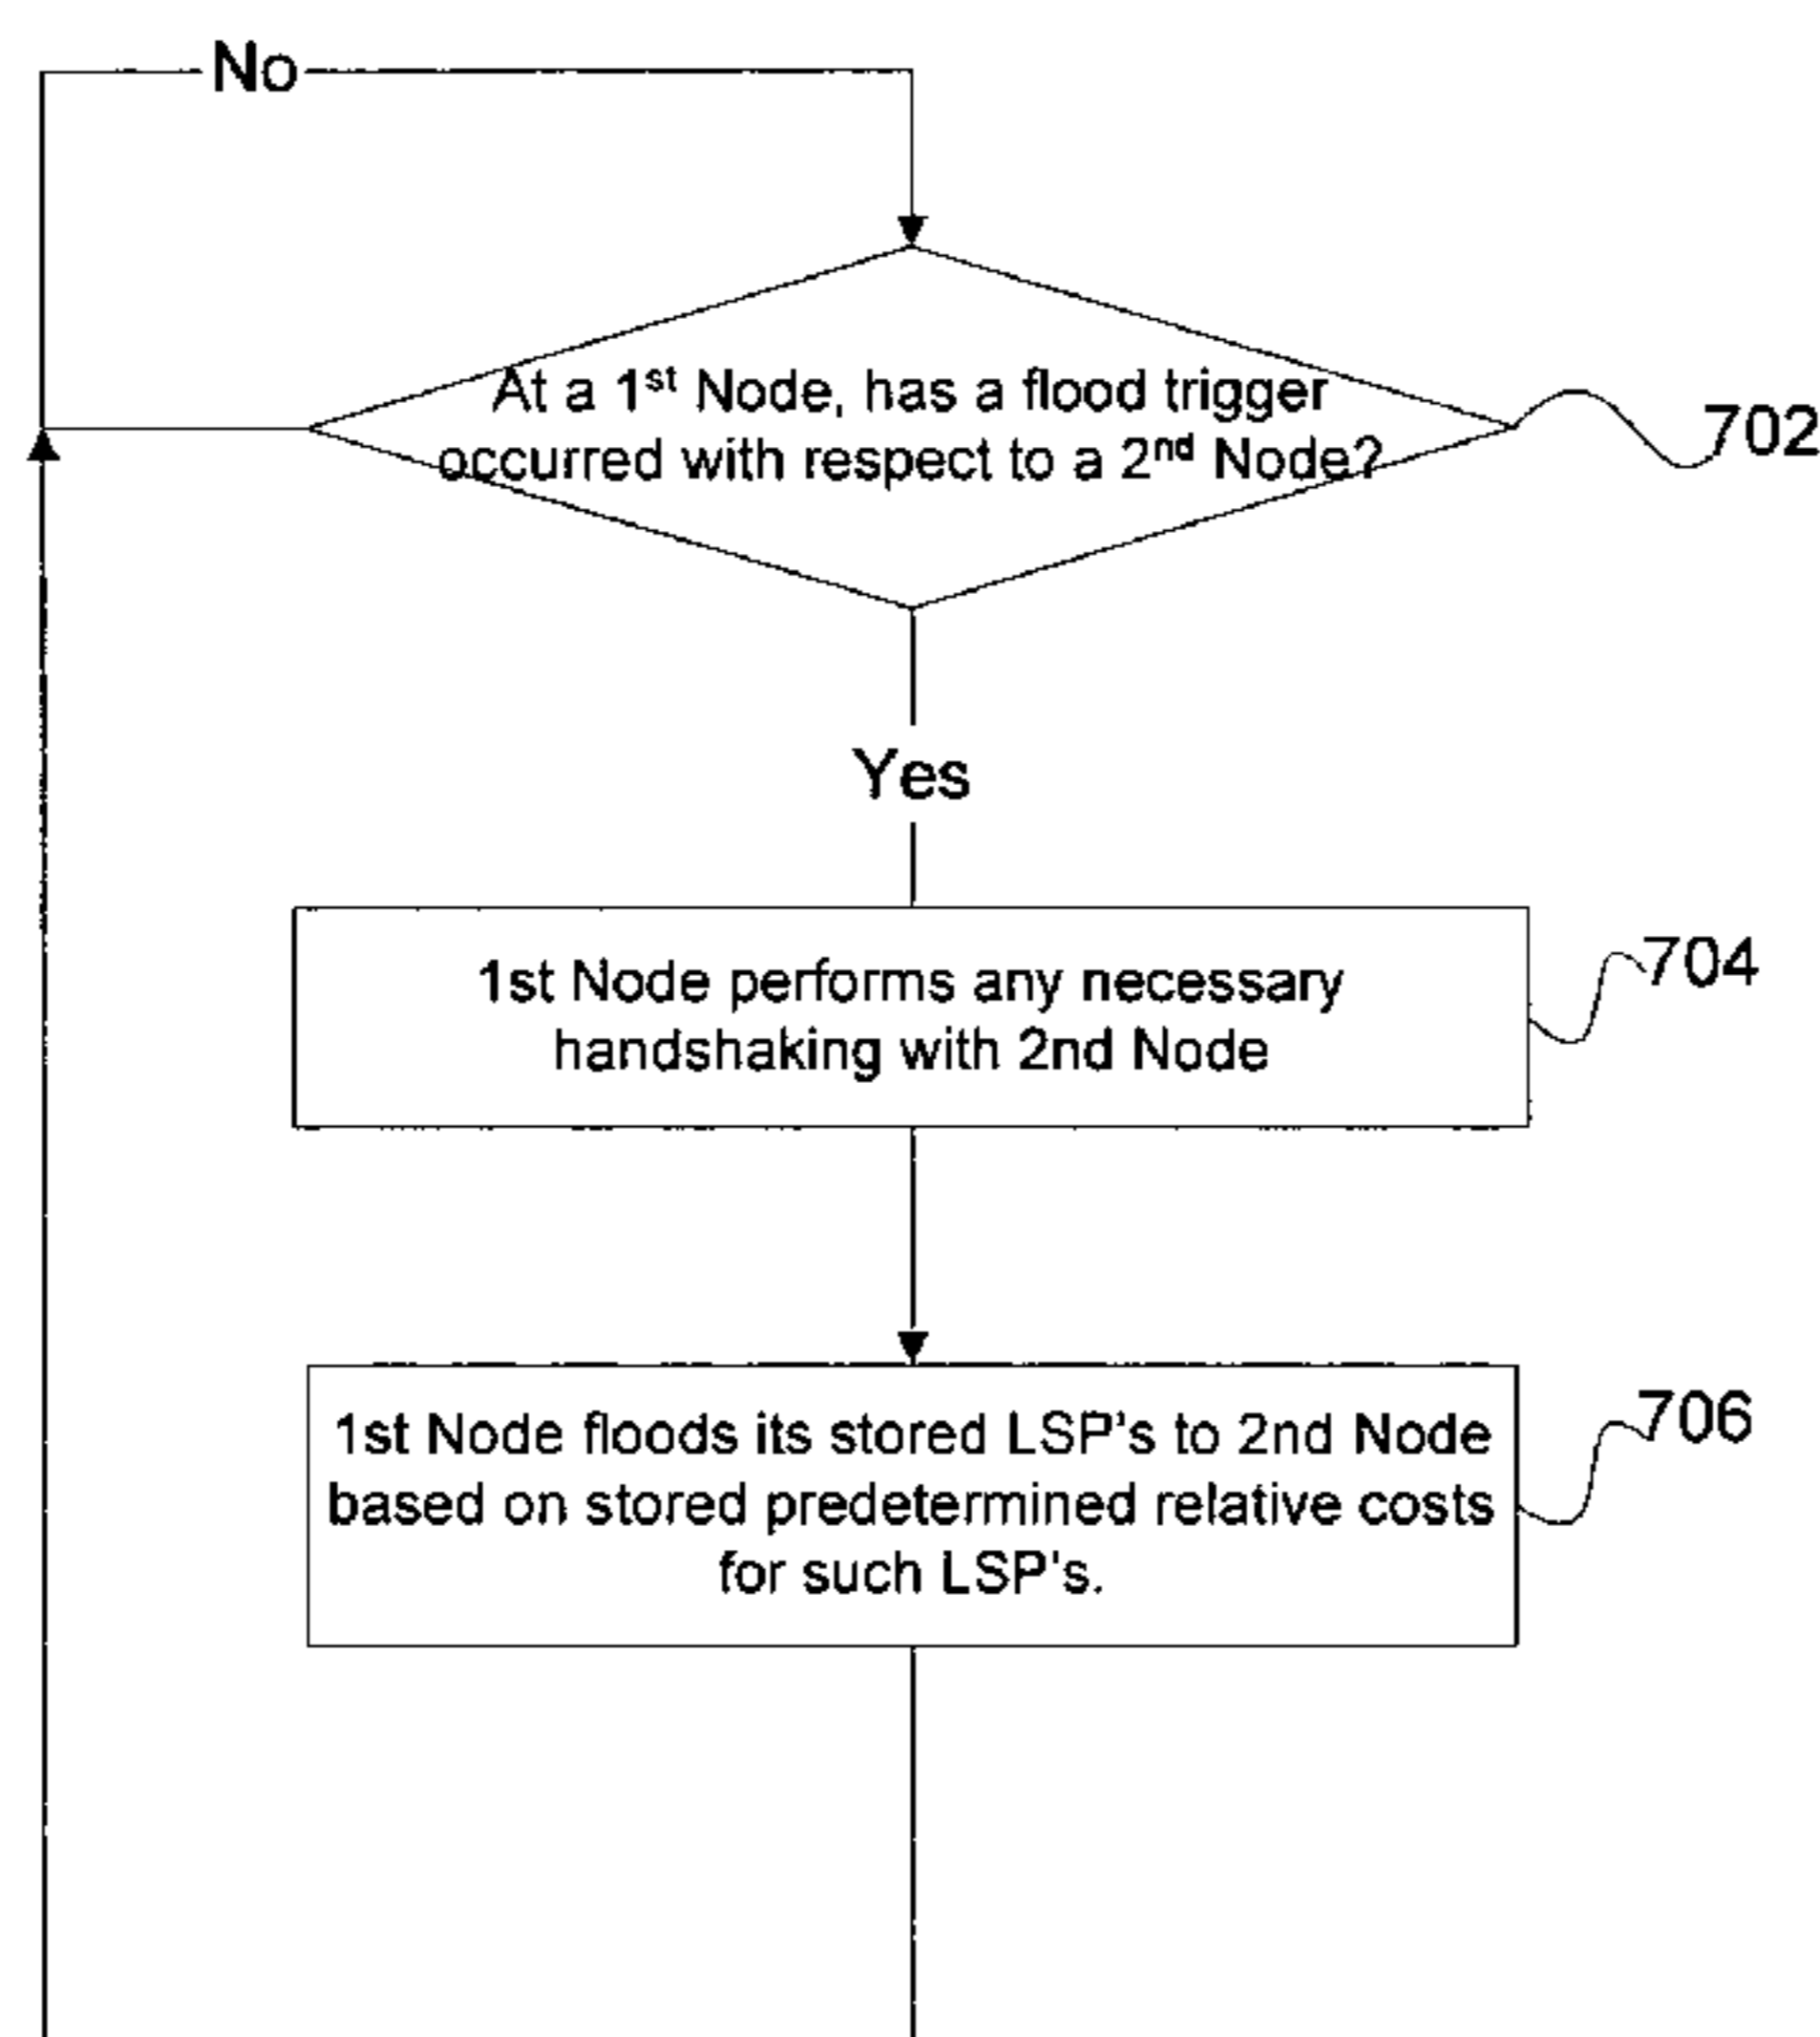 No
At a 1st Node, has a flood trigger
occurred with respect to a 2nd Node?
702
Yes
1st Node performs any necessary
handshaking with 2nd Node
704
1st Node floods its stored LSP's to 2nd Node
based on stored predetermined relative costs
for such LSP's.
706